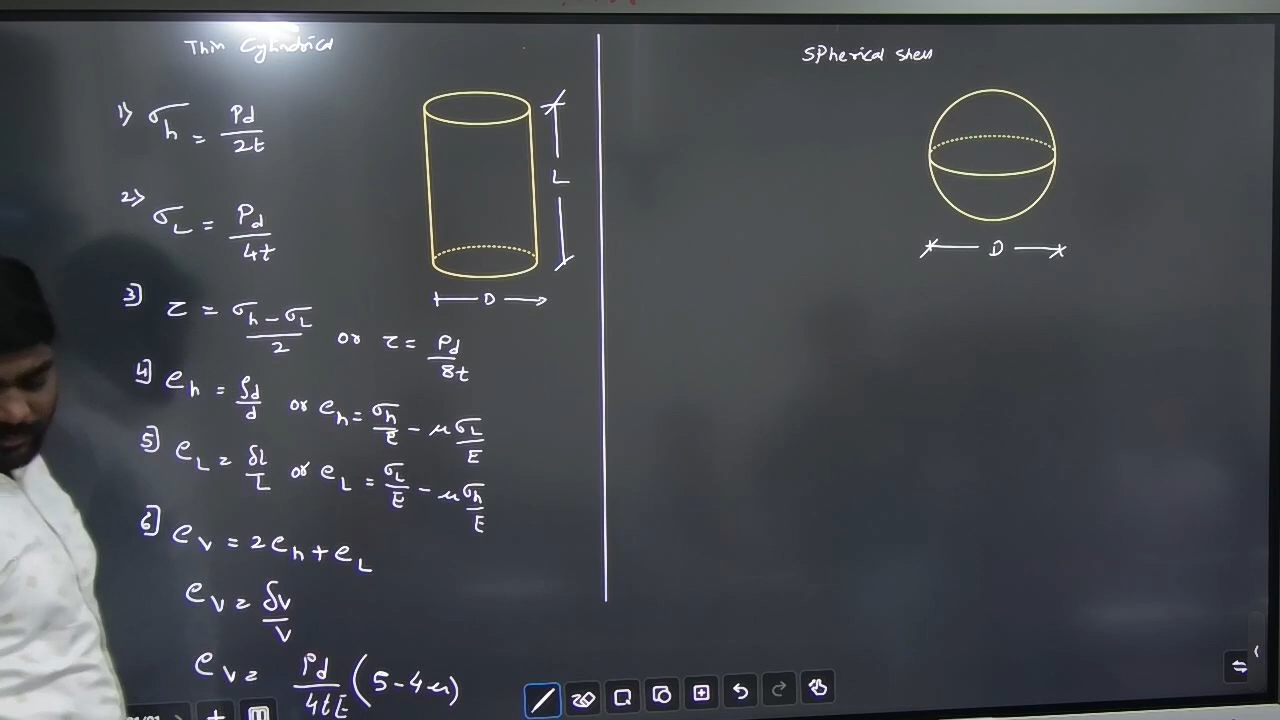 Thin Cylindrical
1) σh = Pd/2t
2) σL = Pd/4t
3] τ = σh - σL/2 or τ = Pd/8t
4] eh = δd/d or eh = σh/E - μ σL/E
5] eL = δL/L or eL = σL/E - μ σh/E
6] ev = 2eh + eL
ev = δv/v
ev = Pd/4tE (5-4μ)
L
D
Spherical Shell
D